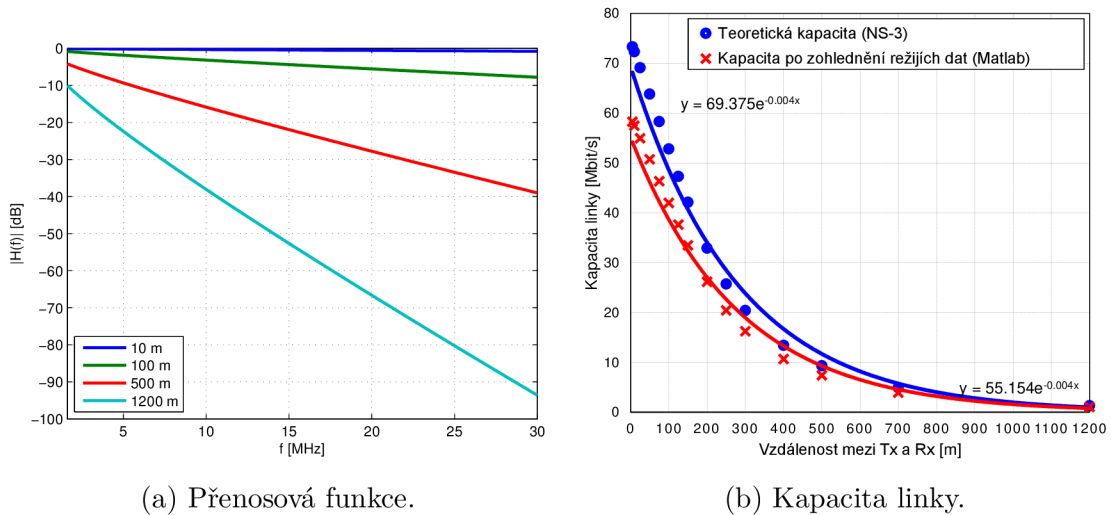 0
−10
−20
−30
−40
−50
−60
−70
−80
−90
−100
|H(f)| [dB]
10 m
100 m
500 m
1200 m
5
10
15
20
25
30
f [MHz]
(a) Přenosová funkce.
80
70
60
50
40
30
20
10
0
Kapacita linky [Mbit/s]
Teoretická kapacita (NS-3)
Kapacita po zohlednění režijích dat (Matlab)
y = 69.375e-0.004x
y = 55.154e-0.004x
0 100 200 300 400 500 600 700 800 900 1000 1100 1200
Vzdálenost mezi Tx a Rx [m]
(b) Kapacita linky.